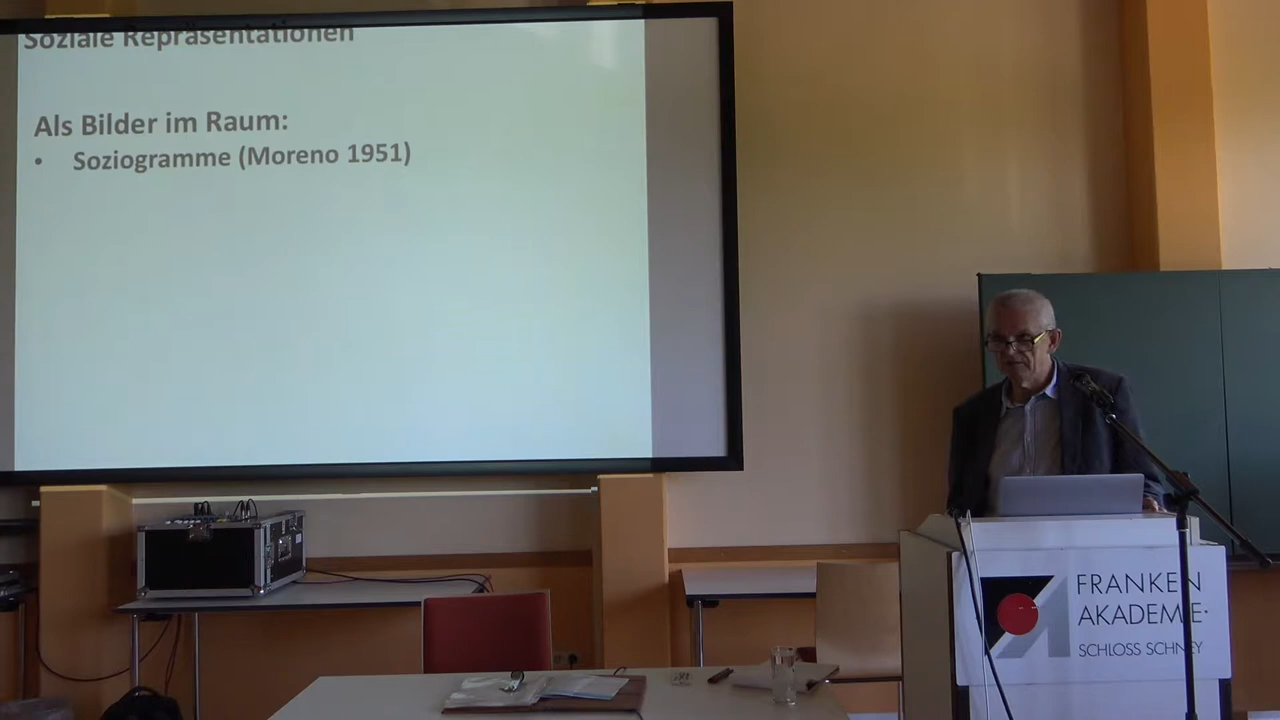 Soziale Repräsentationen
Als Bilder im Raum:
• Soziogramme (Moreno 1951)
FRANKEN
AKADEMIE
SCHLOSS SCHNEY